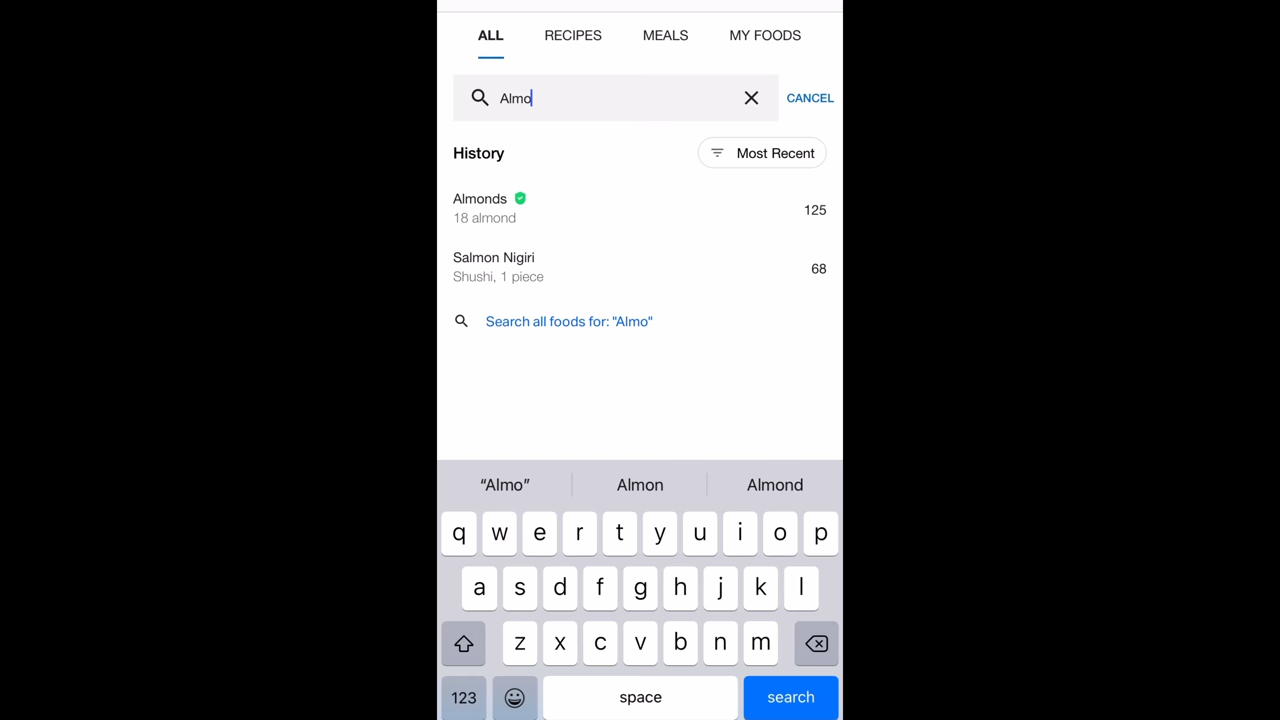 ALL RECIPES MEALS MY FOODS
Almo CANCEL
History Most Recent
Almonds
18 almond 125
Salmon Nigiri
Shushi, 1 piece 68
Search all foods for: "Almo"
“Almo” Almon Almond
q w e r t y u i o p
a s d f g h j k l
z x c v b n m
123 space search